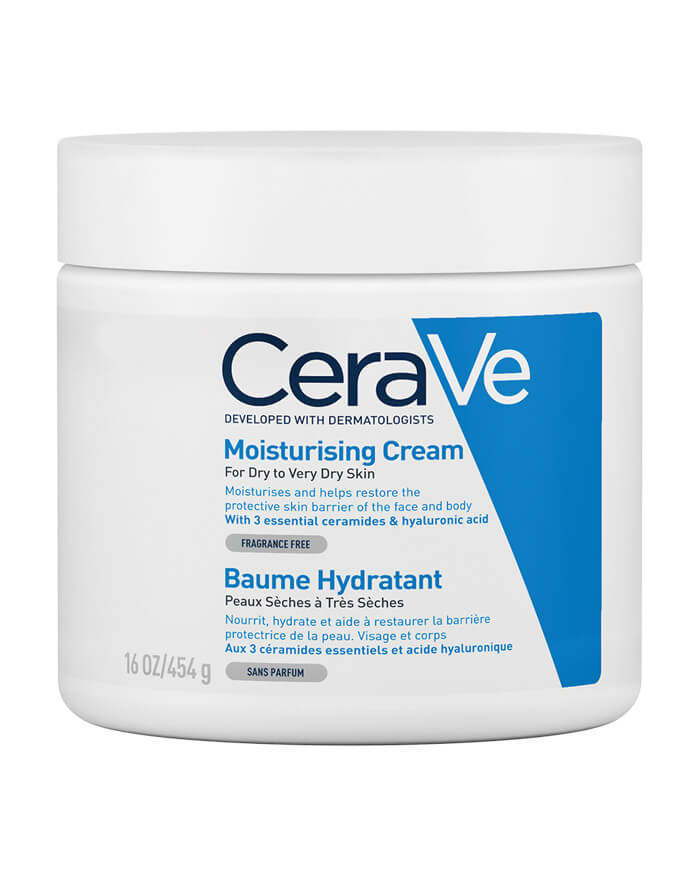 CeraVe
DEVELOPED WITH DERMATOLOGISTS
Moisturising Cream
For Dry to Very Dry Skin
Moisturises and helps restore the
protective skin barrier of the face and body
With 3 essential ceramides & hyaluronic acid
FRAGRANCE FREE
Baume Hydratant
Peaux Sèches à Très Sèches
Nourrit, hydrate et aide à restaurer la barrière
protectrice de la peau. Visage et corps
Aux 3 céramides essentiels et acide hyaluronique
16 OZ/454 g
SANS PARFUM